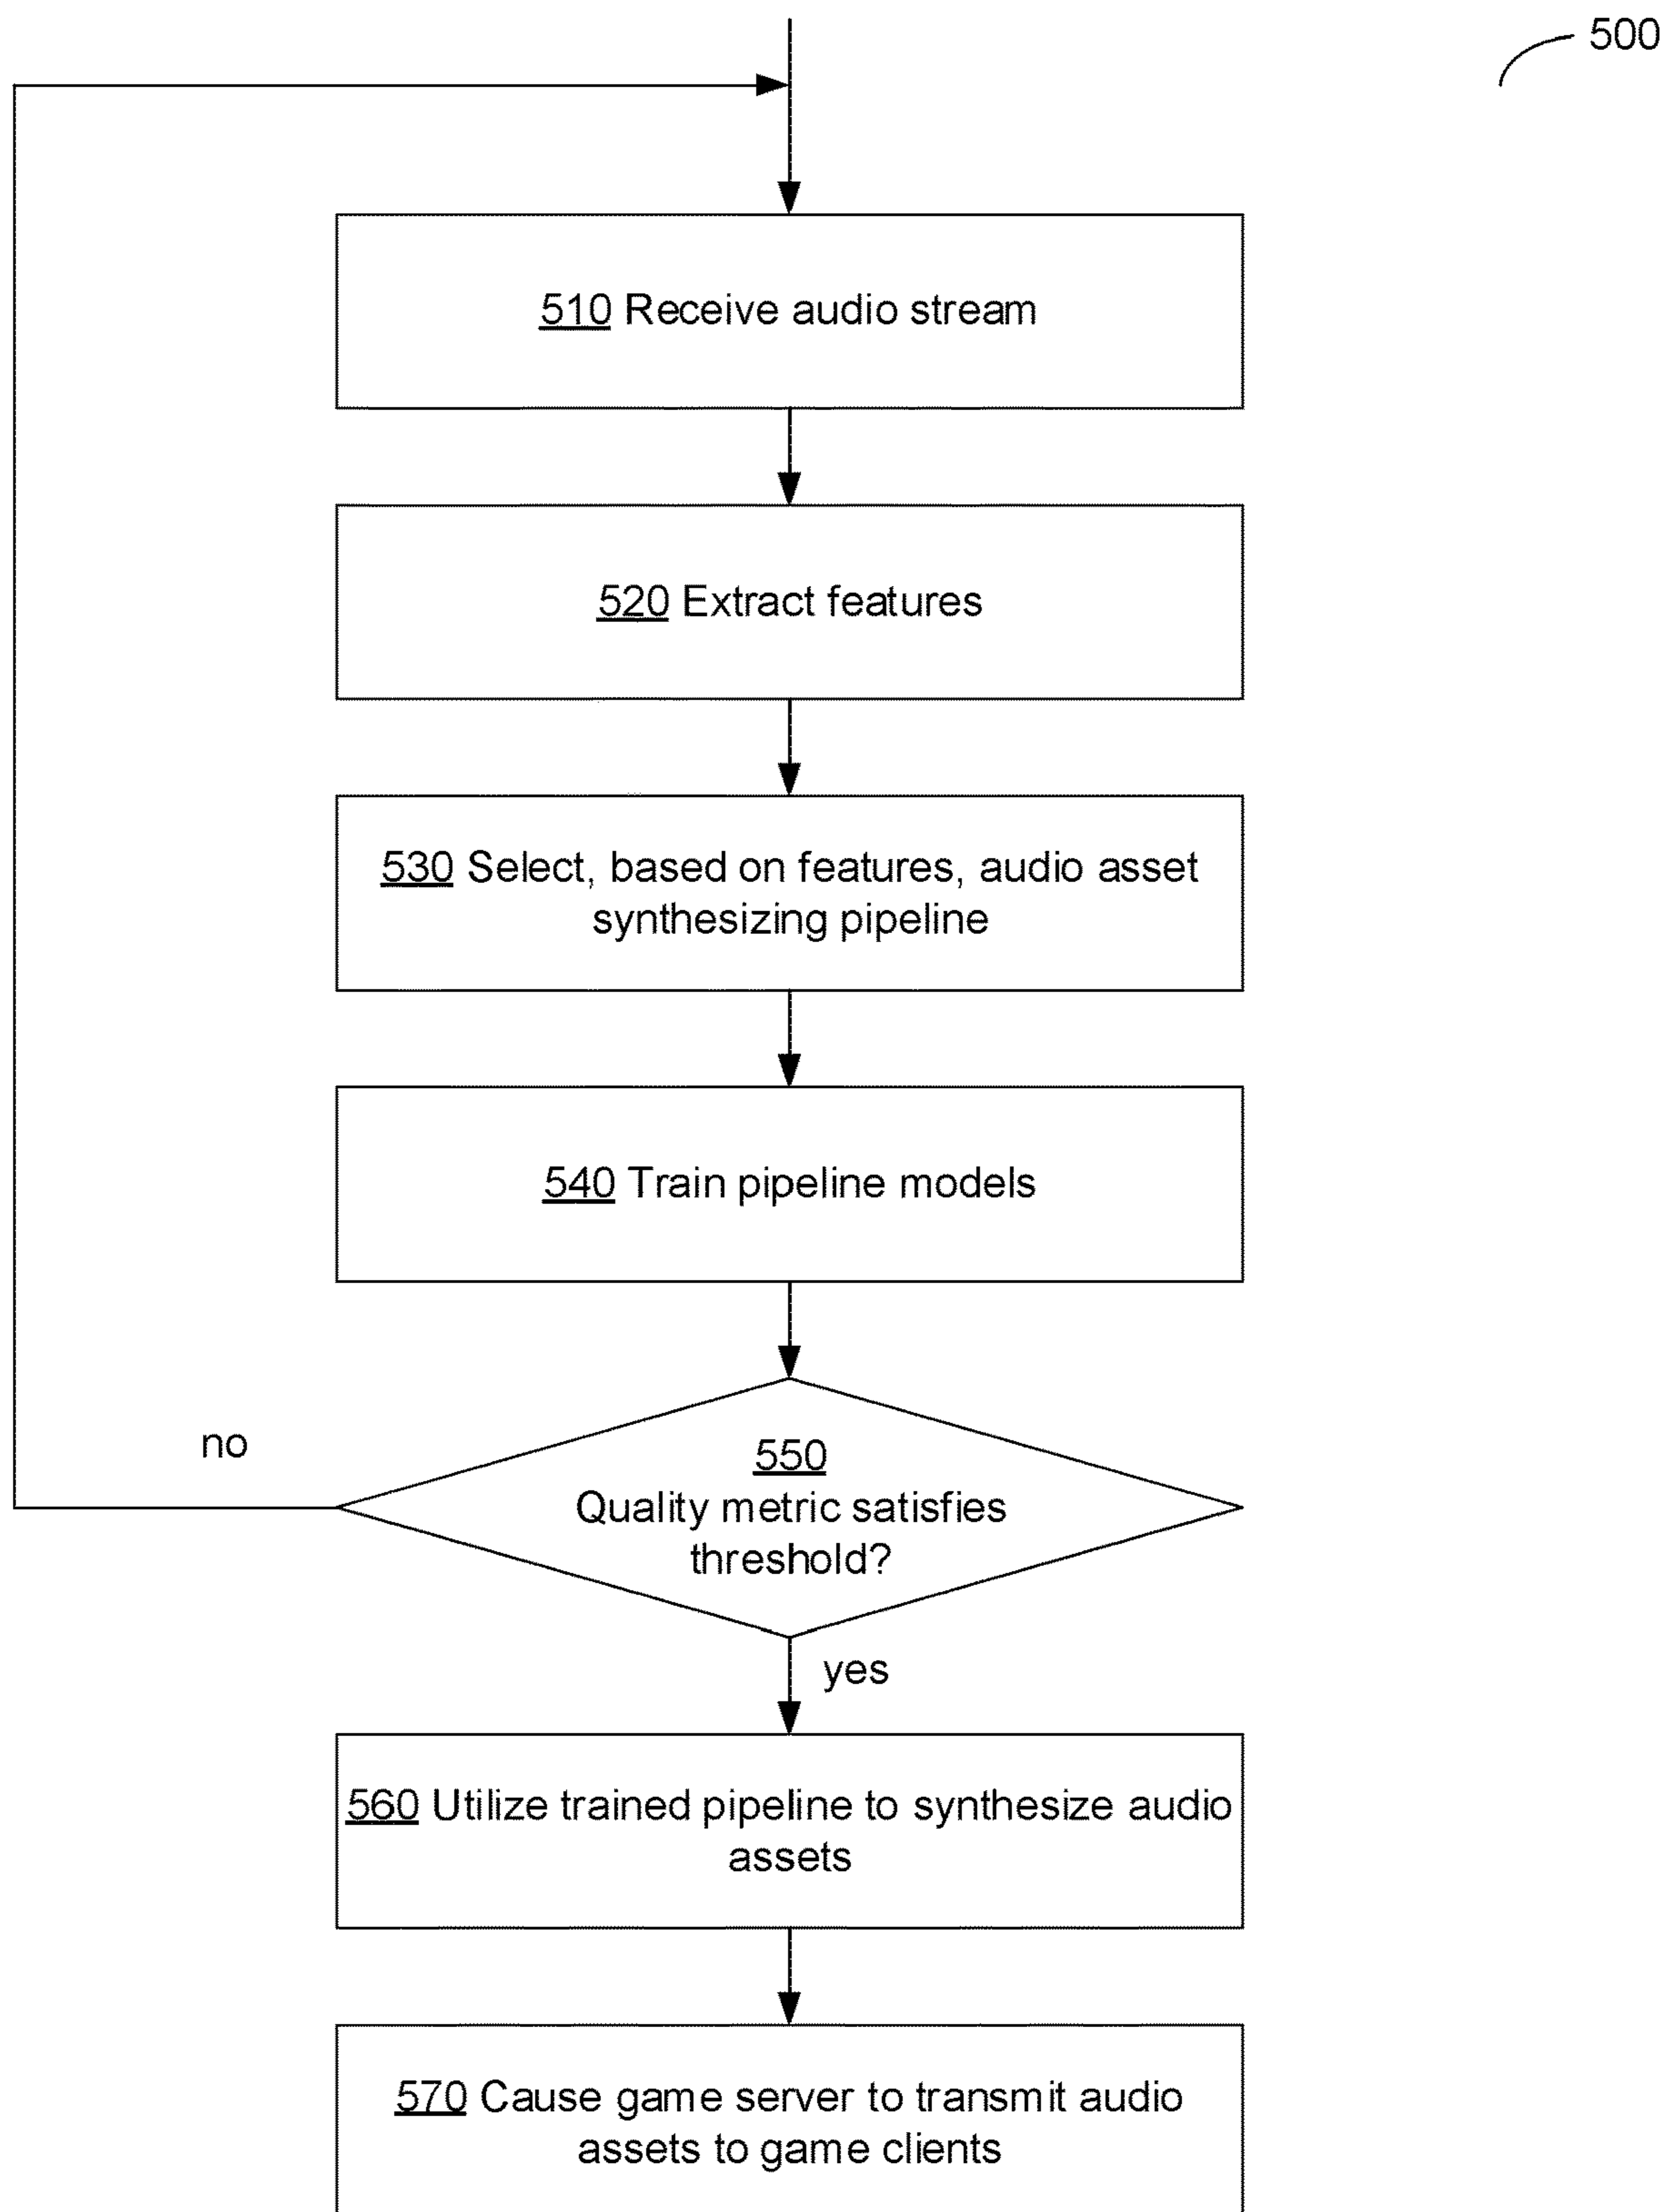 500
510 Receive audio stream
520 Extract features
530 Select, based on features, audio asset
synthesizing pipeline
540 Train pipeline models
no
550
Quality metric satisfies
threshold?
yes
560 Utilize trained pipeline to synthesize audio
assets
570 Cause game server to transmit audio
assets to game clients